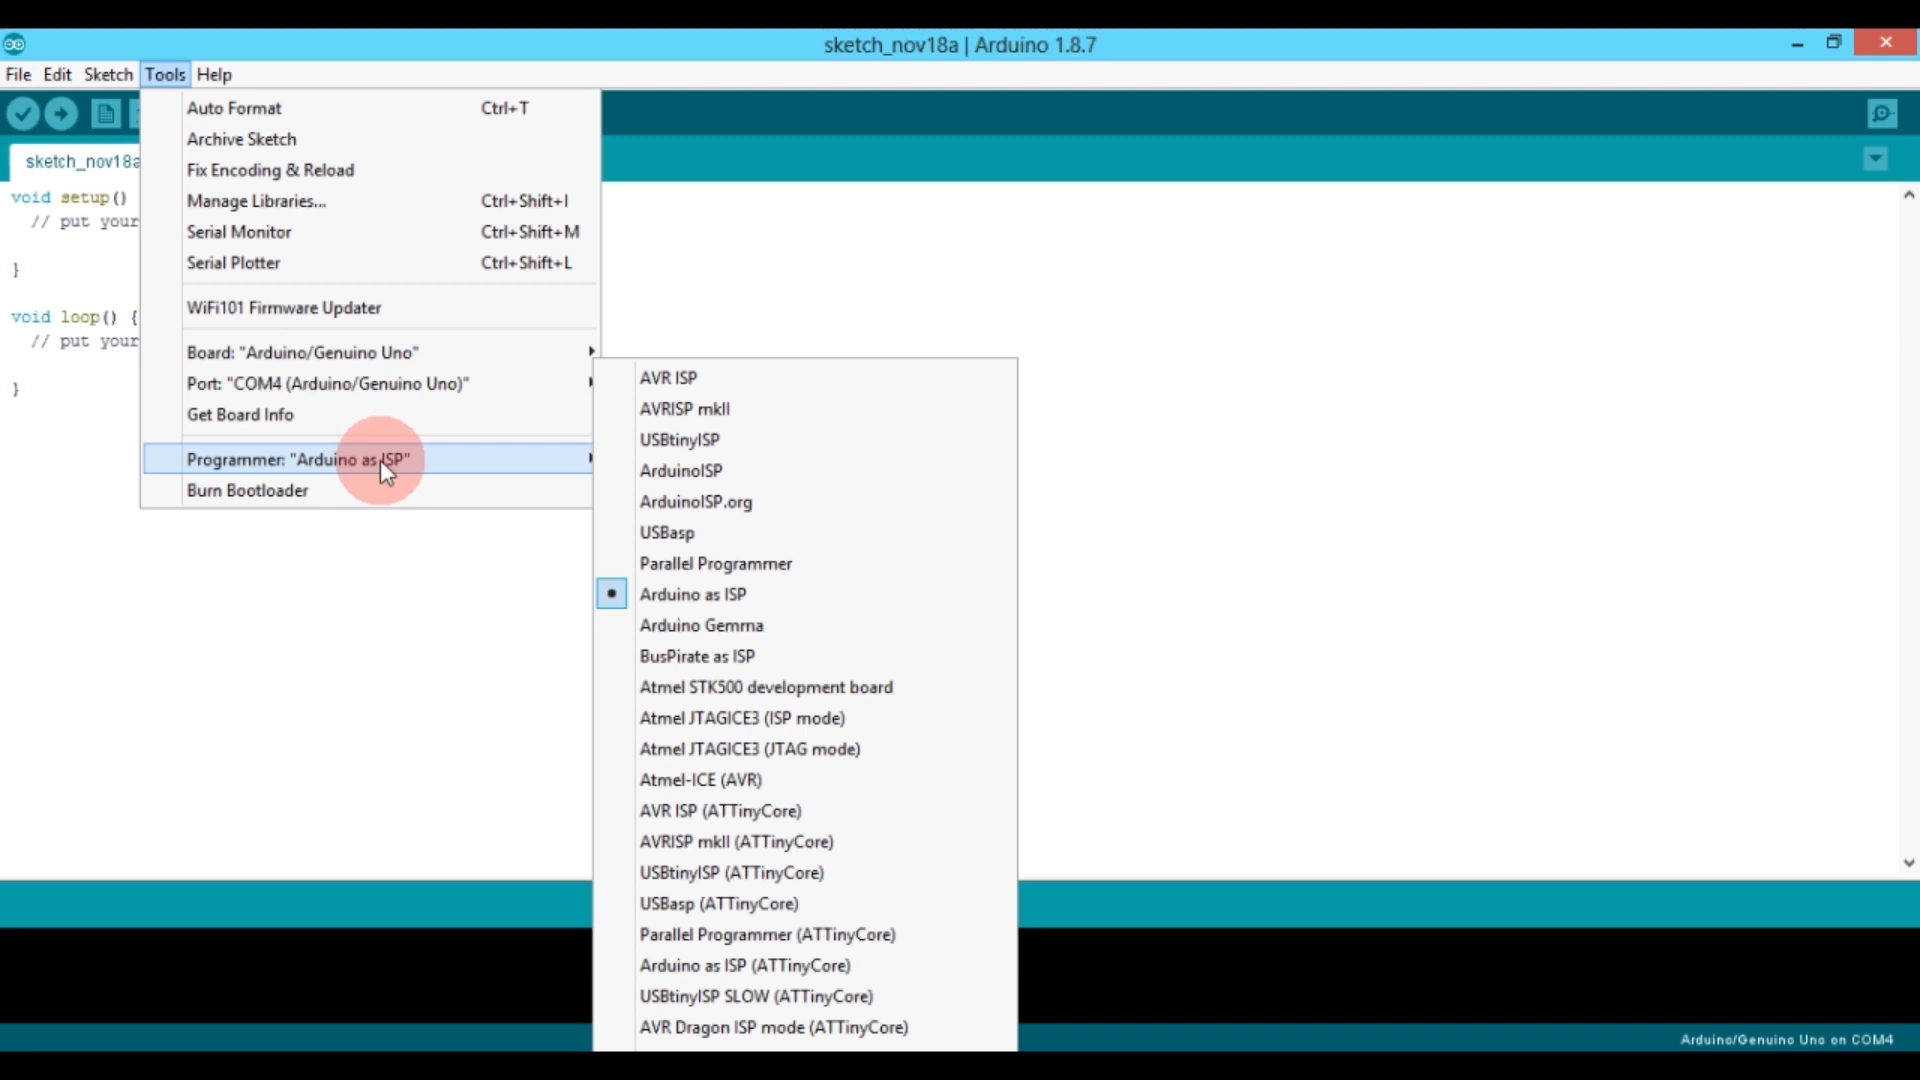 sketch_nov18a | Arduino 1.8.7
File Edit Sketch Tools Help
sketch_nov18a
void setup()
// put your
}
void loop() {
// put your
}
Auto Format Ctrl+T
Archive Sketch
Fix Encoding & Reload
Manage Libraries... Ctrl+Shift+I
Serial Monitor Ctrl+Shift+M
Serial Plotter Ctrl+Shift+L
WiFi101 Firmware Updater
Board: "Arduino/Genuino Uno"
Port: "COM4 (Arduino/Genuino Uno)"
Get Board Info
Programmer: "Arduino as ISP"
Burn Bootloader
AVR ISP
AVRISP mkII
USBtinyISP
ArduinoISP
ArduinoISP.org
USBasp
Parallel Programmer
Arduino as ISP
Arduino Gemma
BusPirate as ISP
Atmel STK500 development board
Atmel JTAGICE3 (ISP mode)
Atmel JTAGICE3 (JTAG mode)
Atmel-ICE (AVR)
AVR ISP (ATTinyCore)
AVRISP mkII (ATTinyCore)
USBtinyISP (ATTinyCore)
USBasp (ATTinyCore)
Parallel Programmer (ATTinyCore)
Arduino as ISP (ATTinyCore)
USBtinyISP SLOW (ATTinyCore)
AVR Dragon ISP mode (ATTinyCore)
Arduino/Genuino Uno on COM4